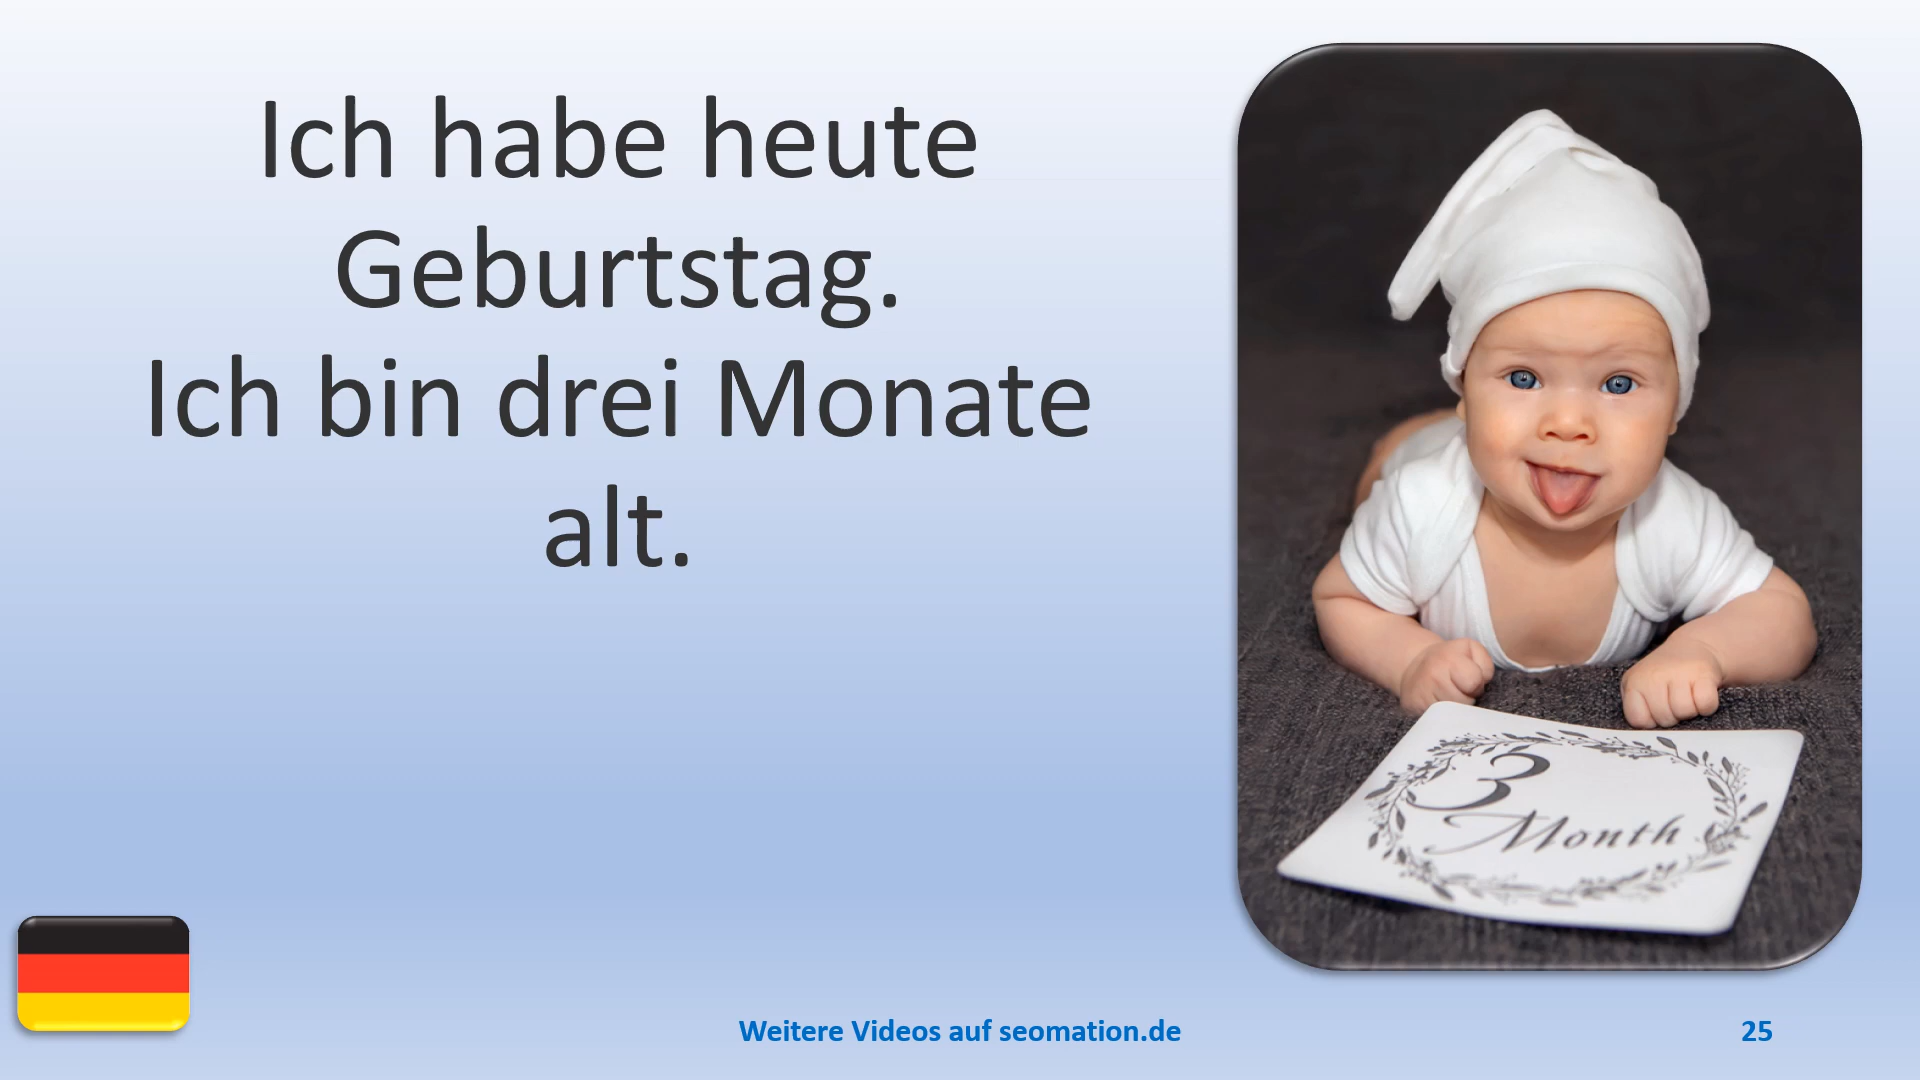 Ich habe heute
Geburtstag.
Ich bin drei Monate
alt.
3
Month
Weitere Videos auf seomation.de
25